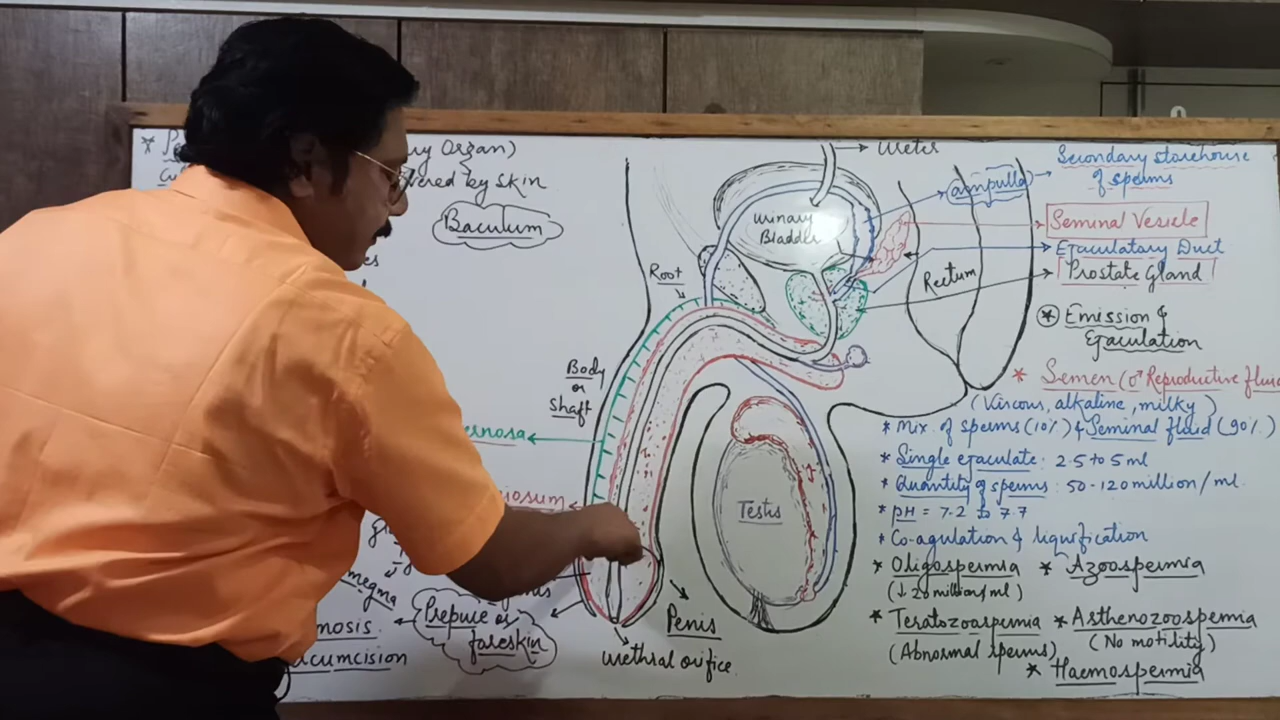 ary Organ)
covered by skin
Baculum
Root
Body
or
Shaft
Testis
Penis
Prepuce or
foreskin
urethral orifice
Urinary
Bladder
Rectum
Ureter
ampulla
Secondary storehouse
of sperms
Seminal Vesicle
Ejaculatory Duct
Prostate Gland
* Emission &
Ejaculation
* Semen (♂ Reproductive fluid
(Viscous, alkaline, milky)
* Mix. of sperms (10%) & Seminal fluid (90%)
* Single ejaculate: 2.5 to 5 ml
* Quantity of sperms: 50-120 million/ml.
* pH = 7.2 to 7.7
* Co-agulation & liquification
* Oligospermia * Azoospermia
(↓ 20 million/ml)
* Teratozoospermia * Asthenozoospermia
(Abnormal sperms) (No motility)
* Haemospermia